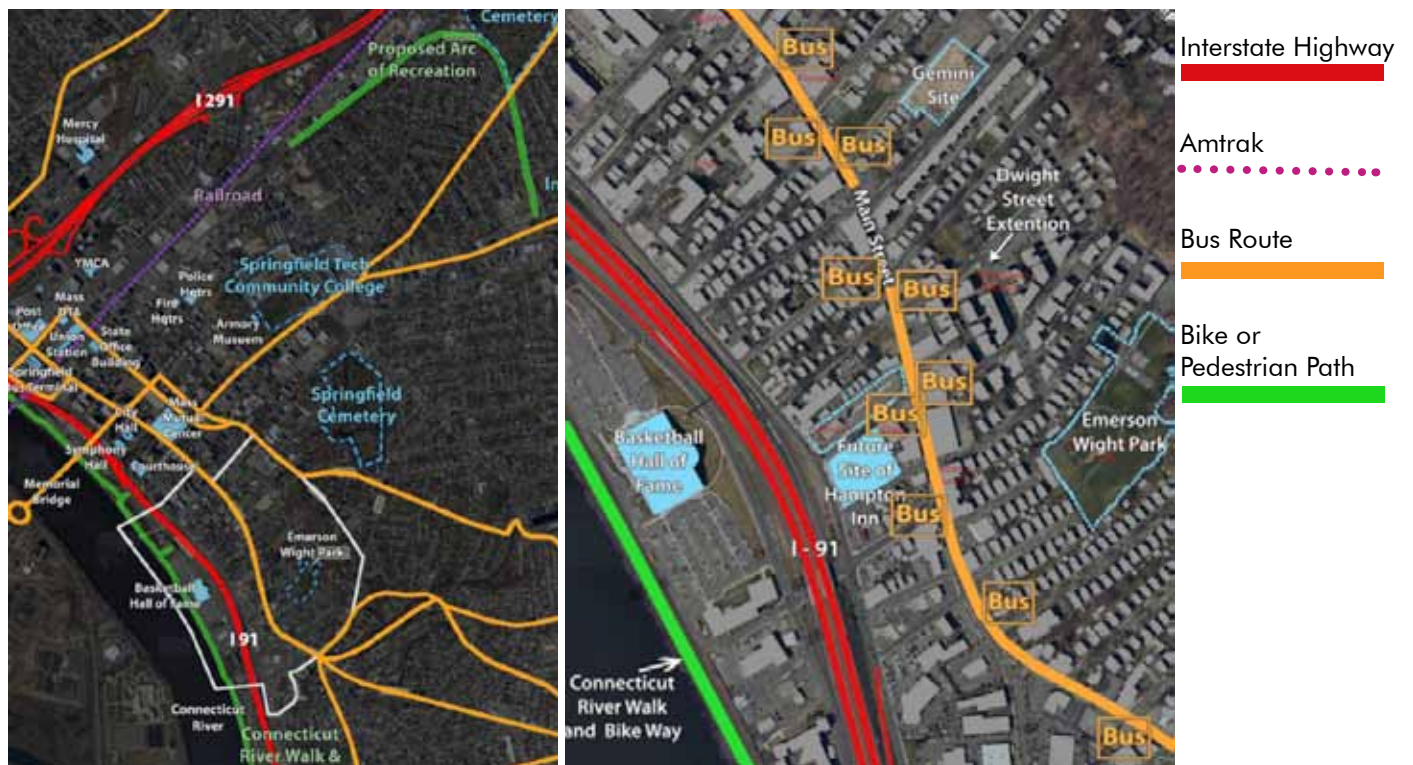 Cemetery
Proposed Arc
of Recreation
I 291
Mercy
Hospital
Railroad
In
YMCA
Police
Hqtrs
Springfield Tech
Community College
Mass
Post
Fire
Hqtrs
Union
Station
State
Office
Building
Armory
Museum
Springfield
Terminal
Springfield
Cemetery
City
Hall
Mass
Mutual
Center
Symphony
Hall
Courthouse
Memorial
Bridge
Emerson
Wight Park
Basketball
Hall of Fame
I 91
Connecticut
River
Connecticut
River Walk &
Bus
Gemini
Site
Bus
Bus
Dwight
Street
Extention
Main Street
Bus
Bus
Bus
Bus
Emerson
Wight Park
Basketball
Hall of
Fame
Future
Site of
Hampton
Inn
Bus
I - 91
Bus
Connecticut
River Walk
and Bike Way
Bus
Interstate Highway
Amtrak
Bus Route
Bike or
Pedestrian Path